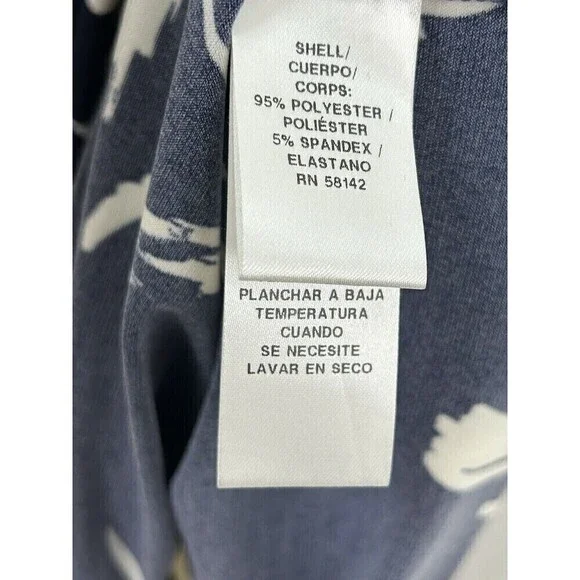 SHELL/
CUERPO/
CORPS:
95% POLYESTER /
POLIÉSTER
5% SPANDEX /
ELASTANO
RN 58142
PLANCHAR A BAJA
TEMPERATURA
CUANDO
SE NECESITE
LAVAR EN SECO